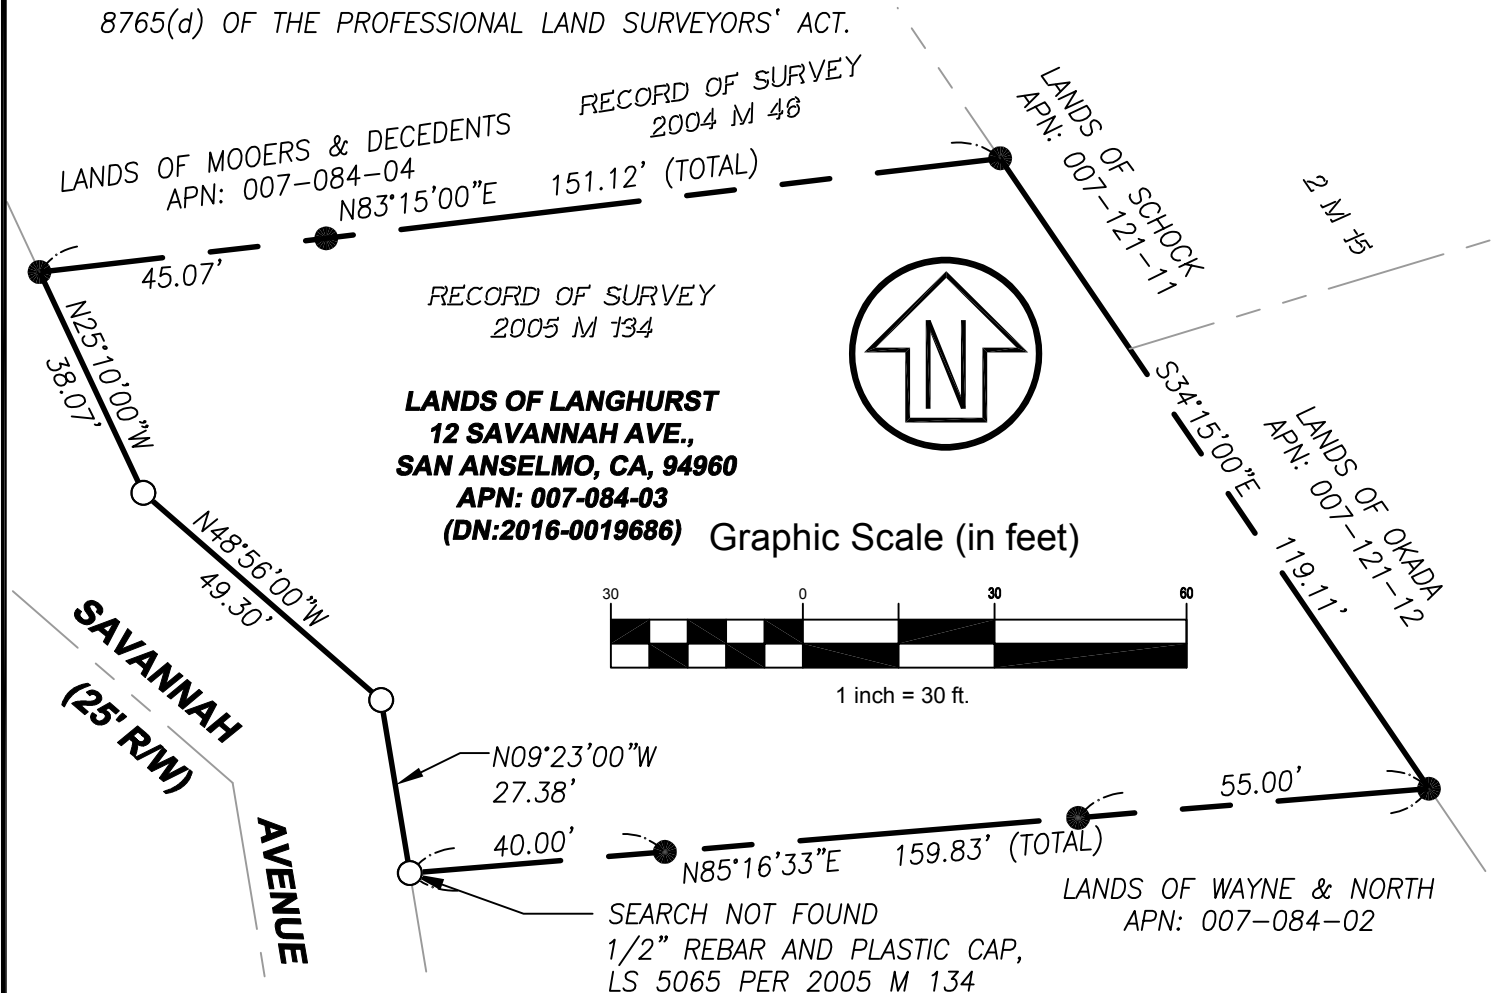 8765(d) OF THE PROFESSIONAL LAND SURVEYORS' ACT.
RECORD OF SURVEY
2004 M 46
LANDS OF MOOERS & DECEDENTS
APN: 007-084-04
N83°15'00"E
151.12' (TOTAL)
45.07'
LANDS OF SCHOCK
APN: 007-121-11
2 M 15
RECORD OF SURVEY
2005 M 134
N25°10'00"W
38.07'
N
LANDS OF LANGHURST
12 SAVANNAH AVE.,
SAN ANSELMO, CA, 94960
APN: 007-084-03
(DN:2016-0019686)
S34°15'00"E
119.11'
LANDS OF OKADA
APN: 007-121-12
Graphic Scale (in feet)
30 0 30 60
1 inch = 30 ft.
N48°56'00"W
49.30'
SAVANNAH
(25' R/W)
AVENUE
N09°23'00"W
27.38'
40.00'
N85°16'33"E
159.83' (TOTAL)
55.00'
LANDS OF WAYNE & NORTH
APN: 007-084-02
SEARCH NOT FOUND
1/2" REBAR AND PLASTIC CAP,
LS 5065 PER 2005 M 134